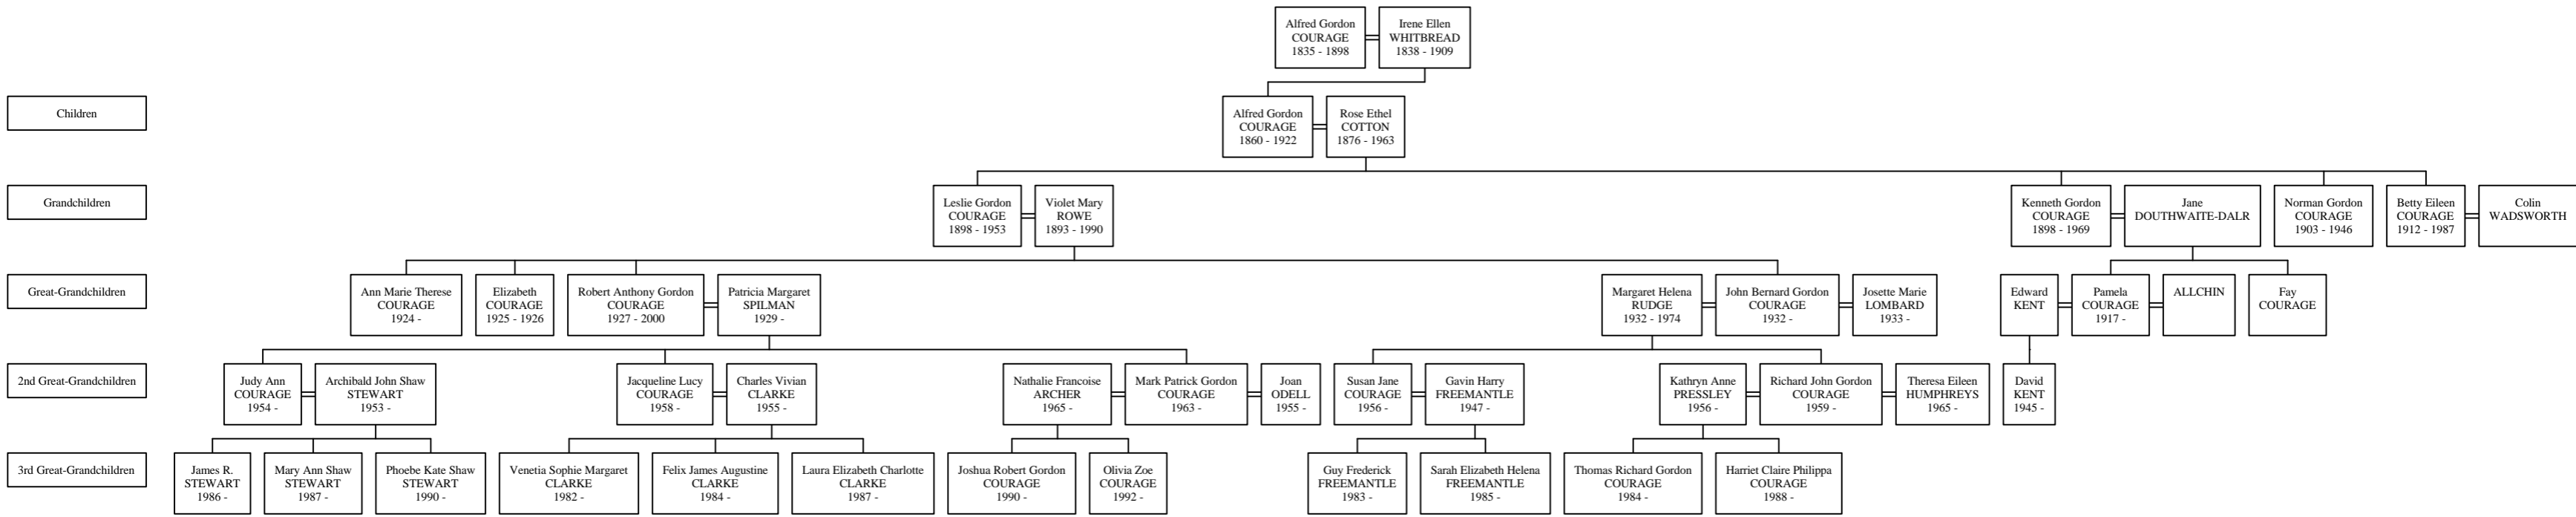 Alfred Gordon
COURAGE
1835 - 1898
Irene Ellen
WHITBREAD
1838 - 1909
Children
Alfred Gordon
COURAGE
1860 - 1922
Rose Ethel
COTTON
1876 - 1963
Grandchildren
Leslie Gordon
COURAGE
1898 - 1953
Violet Mary
ROWE
1893 - 1990
Kenneth Gordon
COURAGE
1898 - 1969
Jane
DOUTHWAITE-DALR
Norman Gordon
COURAGE
1903 - 1946
Betty Eileen
COURAGE
1912 - 1987
Colin
WADSWORTH
Great-Grandchildren
Ann Marie Therese
COURAGE
1924 -
Elizabeth
COURAGE
1925 - 1926
Robert Anthony Gordon
COURAGE
1927 - 2000
Patricia Margaret
SPILMAN
1929 -
Margaret Helena
RUDGE
1932 - 1974
John Bernard Gordon
COURAGE
1932 -
Josette Marie
LOMBARD
1933 -
Edward
KENT
Pamela
COURAGE
1917 -
ALLCHIN
Fay
COURAGE
2nd Great-Grandchildren
Judy Ann
COURAGE
1954 -
Archibald John Shaw
STEWART
1953 -
Jacqueline Lucy
COURAGE
1958 -
Charles Vivian
CLARKE
1955 -
Nathalie Francoise
ARCHER
1965 -
Mark Patrick Gordon
COURAGE
1963 -
Joan
ODELL
1955 -
Susan Jane
COURAGE
1956 -
Gavin Harry
FREEMANTLE
1947 -
Kathryn Anne
PRESSLEY
1956 -
Richard John Gordon
COURAGE
1959 -
Theresa Eileen
HUMPHREYS
1965 -
David
KENT
1945 -
3rd Great-Grandchildren
James R.
STEWART
1986 -
Mary Ann Shaw
STEWART
1987 -
Phoebe Kate Shaw
STEWART
1990 -
Venetia Sophie Margaret
CLARKE
1982 -
Felix James Augustine
CLARKE
1984 -
Laura Elizabeth Charlotte
CLARKE
1987 -
Joshua Robert Gordon
COURAGE
1990 -
Olivia Zoe
COURAGE
1992 -
Guy Frederick
FREEMANTLE
1983 -
Sarah Elizabeth Helena
FREEMANTLE
1985 -
Thomas Richard Gordon
COURAGE
1984 -
Harriet Claire Philippa
COURAGE
1988 -